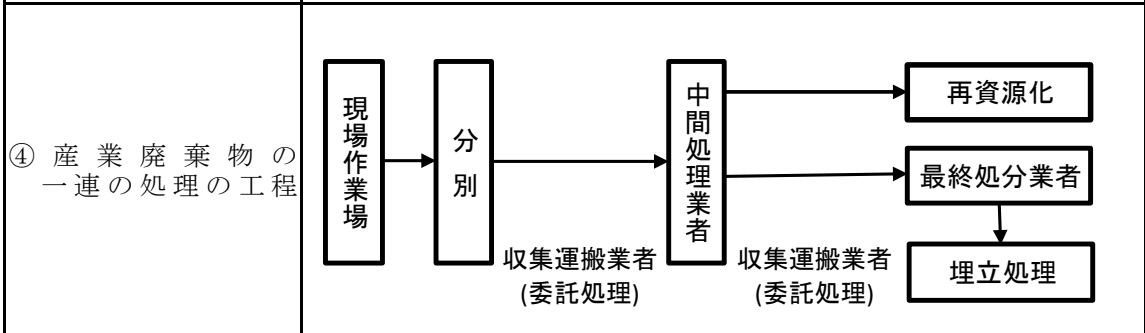 ④ 産業廃棄物の
一連の処理の工程
現場作業場
分別
収集運搬業者
(委託処理)
中間処理業者
収集運搬業者
(委託処理)
再資源化
最終処分業者
埋立処理